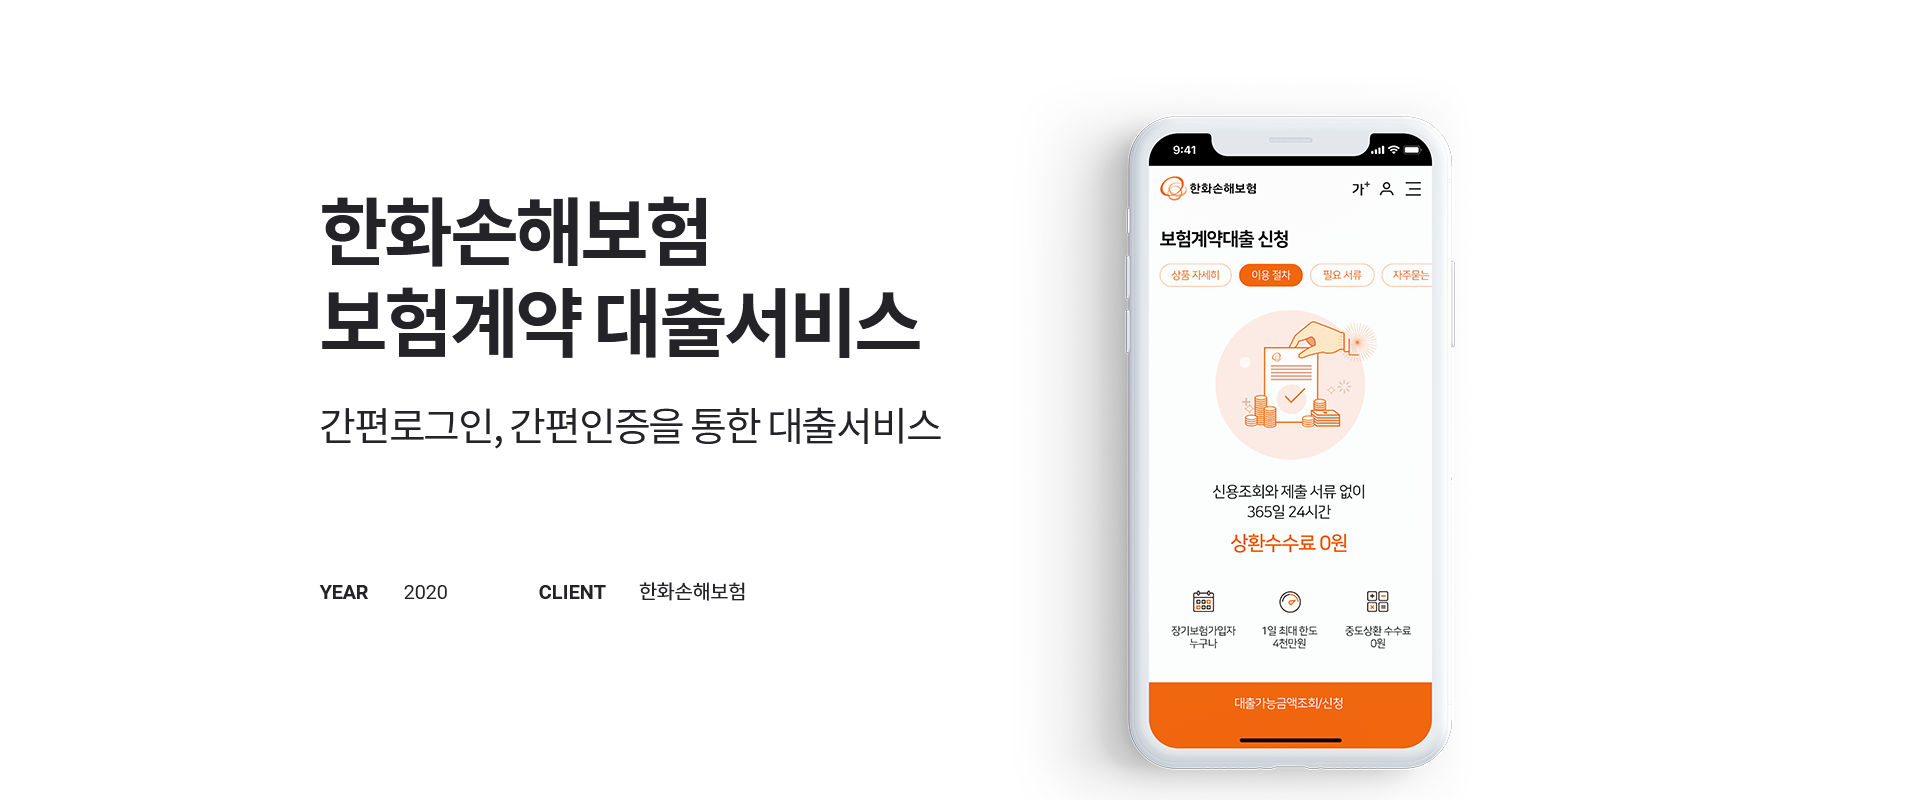 한화손해보험
보험계약 대출서비스
간편로그인, 간편인증을 통한 대출서비스
YEAR 2020 CLIENT 한화손해보험
9:41
한화손해보험 가+
보험계약대출 신청
상품 자세히 이용 절차 필요 서류 자주묻는
신용조회와 제출 서류 없이
365일 24시간
상환수수료 0원
장기보험가입자 1일 최대 한도 중도상환 수수료
누구나 4천만원 0원
대출가능금액조회/신청